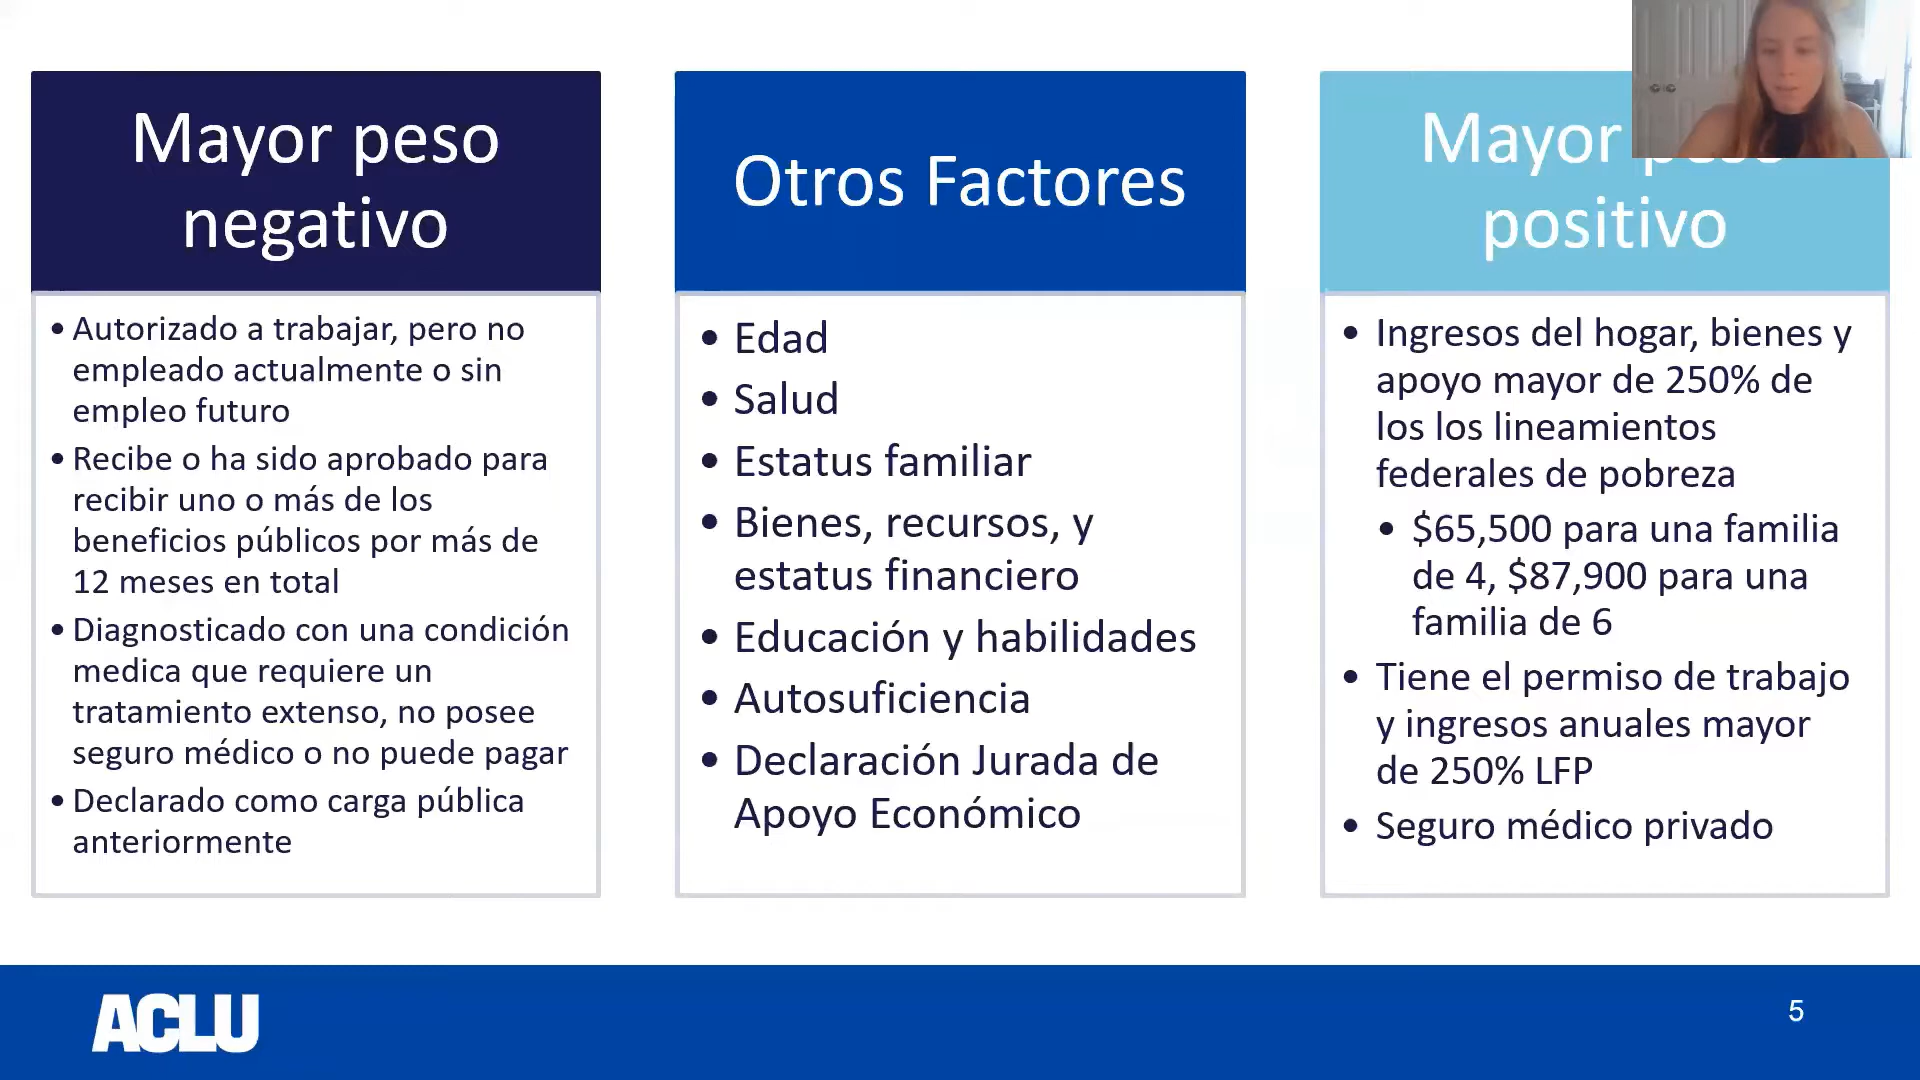 Mayor peso
negativo
• Autorizado a trabajar, pero no
empleado actualmente o sin
empleo futuro
• Recibe o ha sido aprobado para
recibir uno o más de los
beneficios públicos por más de
12 meses en total
• Diagnosticado con una condición
medica que requiere un
tratamiento extenso, no posee
seguro médico o no puede pagar
• Declarado como carga pública
anteriormente
Otros Factores
• Edad
• Salud
• Estatus familiar
• Bienes, recursos, y
estatus financiero
• Educación y habilidades
• Autosuficiencia
• Declaración Jurada de
Apoyo Económico
Mayor
positivo
• Ingresos del hogar, bienes y
apoyo mayor de 250% de
los los lineamientos
federales de pobreza
• $65,500 para una familia
de 4, $87,900 para una
familia de 6
• Tiene el permiso de trabajo
y ingresos anuales mayor
de 250% LFP
• Seguro médico privado
ACLU
5